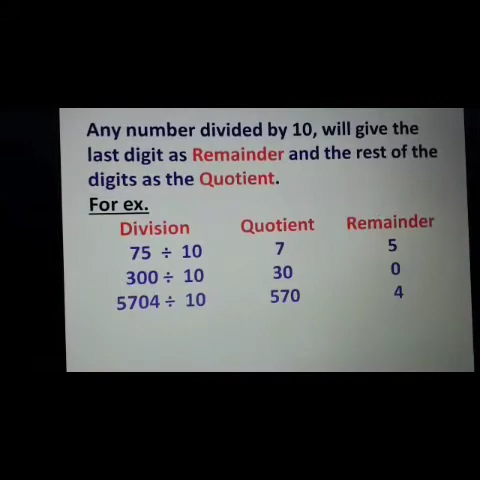 Any number divided by 10, will give the
last digit as Remainder and the rest of the
digits as the Quotient.
For ex.
Division Quotient Remainder
75 ÷ 10 7 5
300 ÷ 10 30 0
5704 ÷ 10 570 4